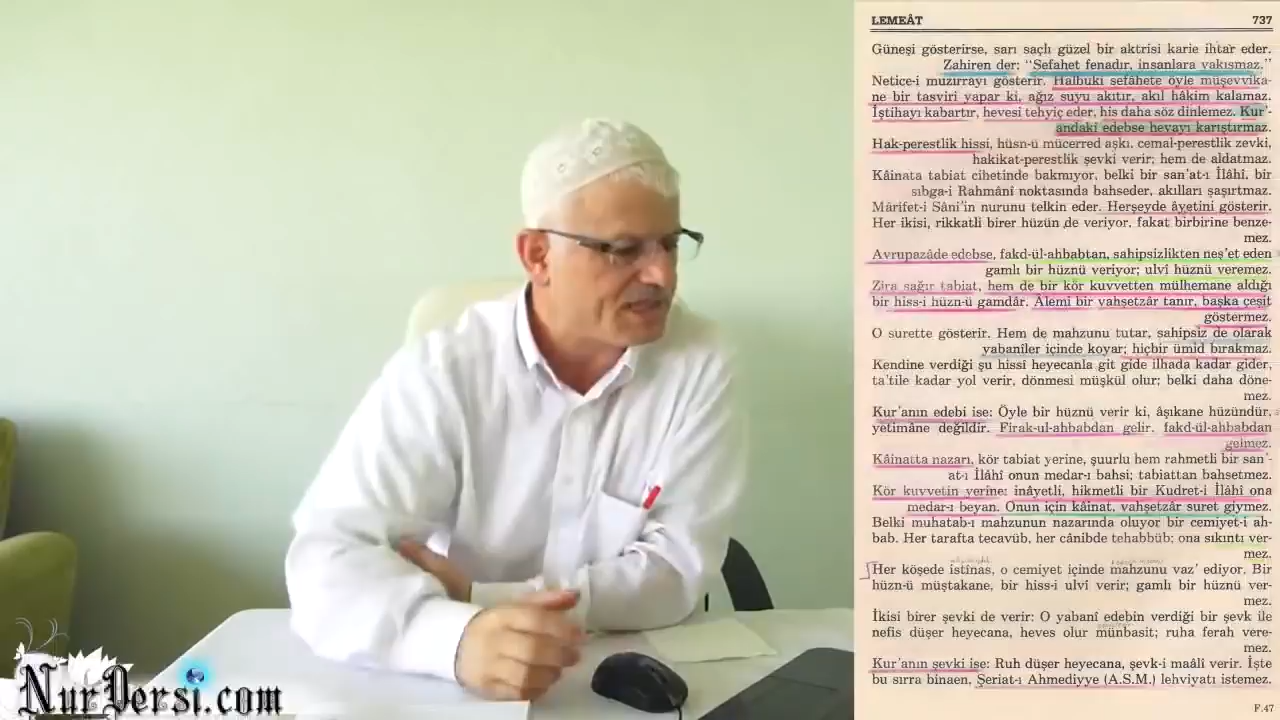 LEMEÂT 737
Güneşi gösterirse, sarı saçlı güzel bir aktrisi karie ihtar eder.
Zahiren der: "Sefahet fenadır, insanlara yakışmaz."
Netice-i muzırrayı gösterir. Halbuki sefâhete öyle müşevvika-
ne bir tasviri yapar ki, ağız suyu akıtır, akıl hâkim kalamaz.
İştihayı kabartır, hevesi tehyiç eder, his daha söz dinlemez. Kur'-
andaki edebse hevayı karıştırmaz.
Hak-perestlik hissi, hüsn-ü mücerred aşkı, cemal-perestlik zevki,
hakikat-perestlik şevki verir; hem de aldatmaz.
Kâinata tabiat cihetinde bakmıyor, belki bir san'at-ı İlâhî, bir
sıbga-i Rahmânî noktasında bahseder, akılları şaşırtmaz.
Mârifet-i Sâni'in nurunu telkin eder. Herşeyde âyetini gösterir.
Her ikisi, rikkatli birer hüzün de veriyor, fakat birbirine benze-
mez.
Avrupazâde edebse, fakd-ül-ahbabtan, sahipsizlikten neş'et eden
gamlı bir hüznü veriyor; ulvî hüznü veremez.
Zira sağır tabiat, hem de bir kör kuvvetten mülhemane aldığı
bir hiss-i hüzn-ü gamdâr. Âlemi bir vahşetzâr tanır, başka çeşit
göstermez.
O surette gösterir. Hem de mahzunu tutar, sahipsiz de olarak
yabaniler içinde koyar; hiçbir ümid bırakmaz.
Kendine verdiği şu hissî heyecanla git gide ilhada kadar gider,
ta'tile kadar yol verir, dönmesi müşkül olur; belki daha döne-
mez.
Kur'anın edebi ise: Öyle bir hüznü verir ki, âşıkane hüzündür,
yetimâne değildir. Firak-ul-ahbabdan gelir, fakd-ül-ahbabdan
gelmez.
Kâinatta nazarı, kör tabiat yerine, şuurlu hem rahmetli bir san'-
at-ı İlâhî onun medar-ı bahsi; tabiattan bahsetmez.
Kör kuvvetin yerine: inâyetli, hikmetli bir Kudret-i İlâhî ona
medar-ı beyan. Onun için kâinat, vahşetzâr suret giymez.
Belki muhatab-ı mahzunun nazarında oluyor bir cemiyet-i ah-
bab. Her tarafta tecavüb, her cânibde tehabbüb; ona sıkıntı ver-
mez.
Her köşede istînas, o cemiyet içinde mahzunu vaz' ediyor. Bir
hüzn-ü müştakane, bir hiss-i ulvî verir; gamlı bir hüznü ver-
mez.
İkisi birer şevki de verir: O yabanî edebin verdiği bir şevk ile
nefis düşer heyecana, heves olur münbasit; ruha ferah vere-
mez.
Kur'anın şevki ise: Ruh düşer heyecana, şevk-i maâli verir. İşte
bu sırra binaen, Şeriat-ı Ahmediyye (A.S.M.) lehviyatı istemez.
F.47
NurDersi.com